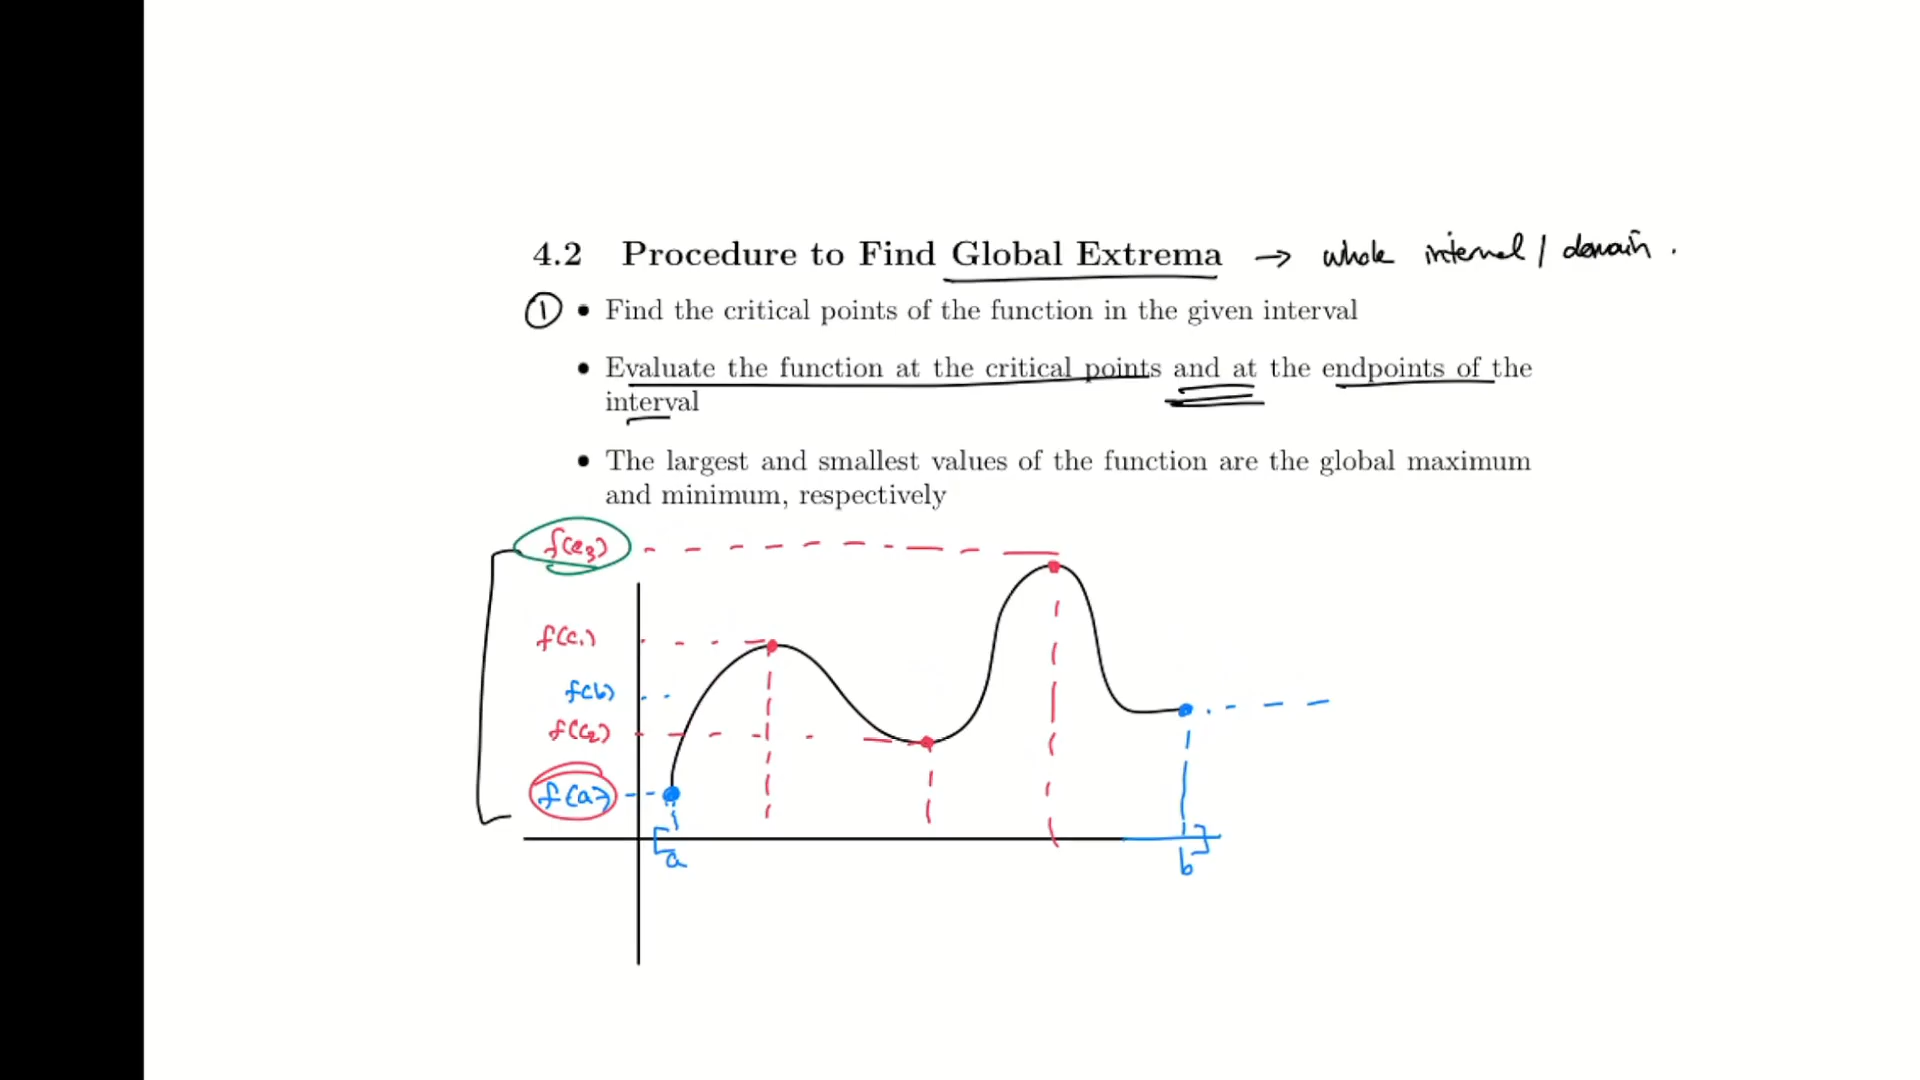 4.2 Procedure to Find Global Extrema → whole interval / domain.
① • Find the critical points of the function in the given interval
• Evaluate the function at the critical points and at the endpoints of the
interval
• The largest and smallest values of the function are the global maximum
and minimum, respectively
f(c₃)
f(c₁)
f(b)
f(c₂)
f(a)
[ ]
a b